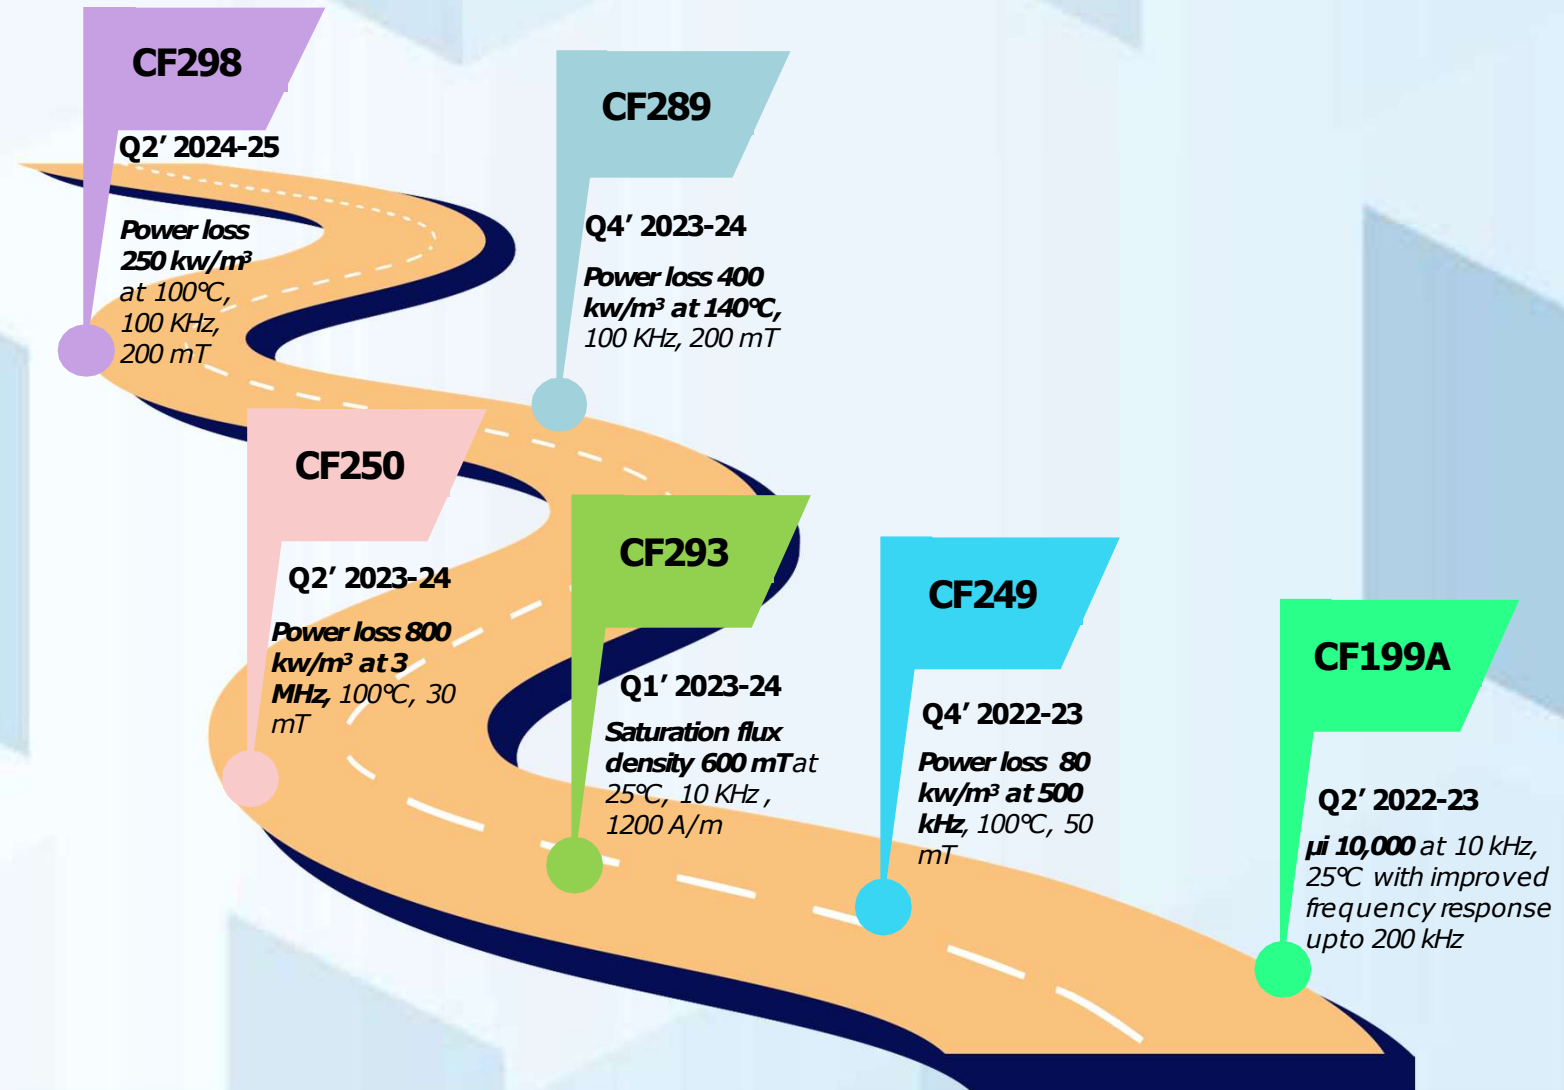 CF298
Q2’ 2024-25
Power loss
250 kw/m³
at 100°C,
100 KHz,
200 mT
CF289
Q4’ 2023-24
Power loss 400
kw/m³ at 140°C,
100 KHz, 200 mT
CF250
Q2’ 2023-24
Power loss 800
kw/m³ at 3
MHz, 100°C, 30
mT
CF293
Q1’ 2023-24
Saturation flux
density 600 mT at
25°C, 10 KHz ,
1200 A/m
CF249
Q4’ 2022-23
Power loss 80
kw/m³ at 500
kHz, 100°C, 50
mT
CF199A
Q2’ 2022-23
µi 10,000 at 10 kHz,
25°C with improved
frequency response
upto 200 kHz